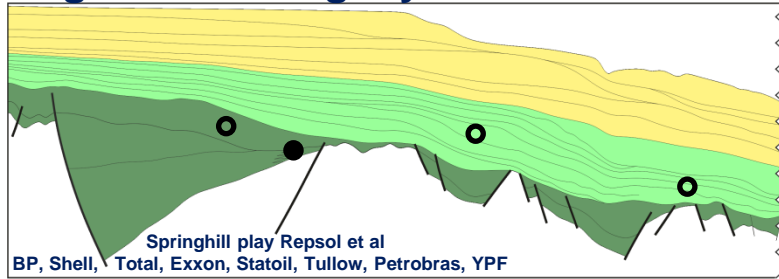 Springhill play Repsol et al
BP, Shell, Total, Exxon, Statoil, Tullow, Petrobras, YPF